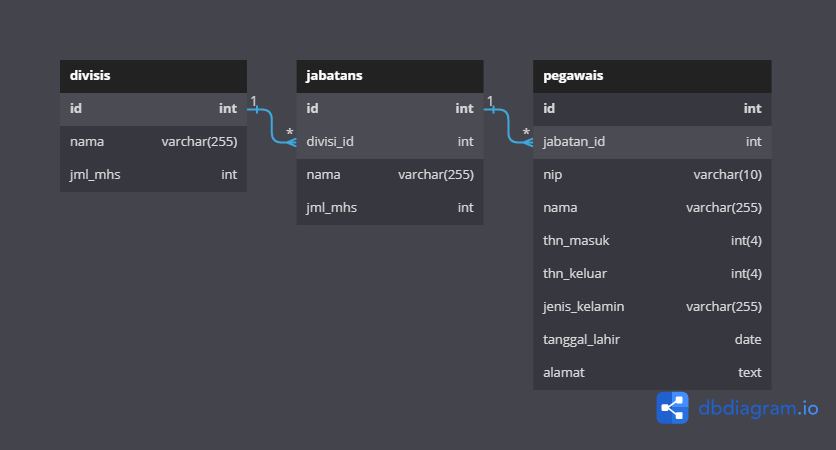 divisis
id int
nama varchar(255)
jml_mhs int
1
*
jabatans
id int
divisi_id int
nama varchar(255)
jml_mhs int
1
*
pegawais
id int
jabatan_id int
nip varchar(10)
nama varchar(255)
thn_masuk int(4)
thn_keluar int(4)
jenis_kelamin varchar(255)
tanggal_lahir date
alamat text
dbdiagram.io